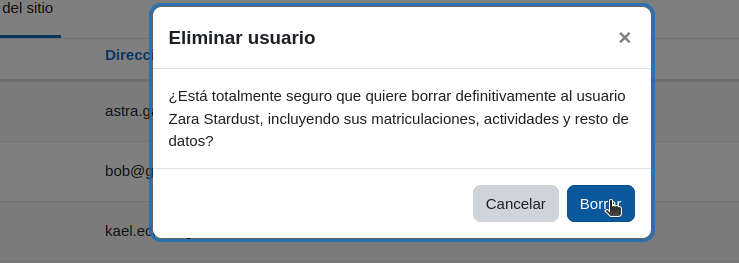 del sitio
Eliminar usuario
×
Direcci
¿Está totalmente seguro que quiere borrar definitivamente al usuario
Zara Stardust, incluyendo sus matriculaciones, actividades y resto de
datos?
astra.g
bob@g
Cancelar Borrar
kael.ed